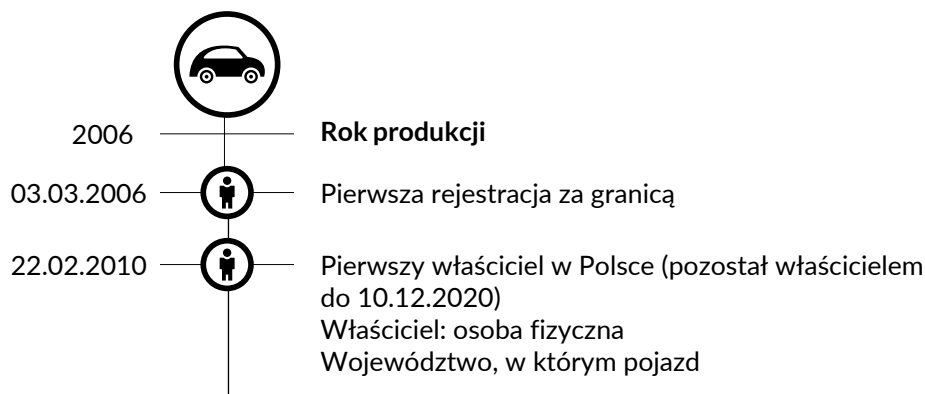 2006 Rok produkcji
03.03.2006 Pierwsza rejestracja za granicą
22.02.2010 Pierwszy właściciel w Polsce (pozostał właścicielem
do 10.12.2020)
Właściciel: osoba fizyczna
Województwo, w którym pojazd